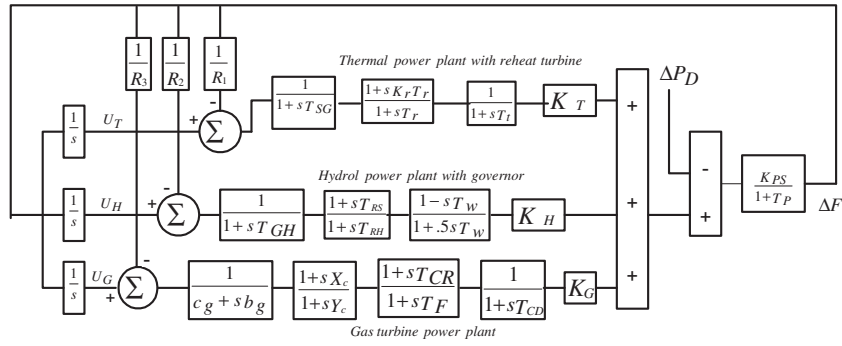 1/R3 1/R2 1/R1
Thermal power plant with reheat turbine
ΔP_D
1/(1+sT_SG) (1+sK_rT_r)/(1+sT_r) 1/(1+sT_t) K_T +
1/s U_T + - Σ
Hydrol power plant with governor
- K_PS/(1+T_P)
1/s U_H + - Σ 1/(1+sT_GH) (1+sT_RS)/(1+sT_RH) (1-sT_w)/(1+.5sT_w) K_H + + ΔF
1/s U_G + - Σ 1/(c_g+sb_g) (1+sX_c)/(1+sY_c) (1+sT_CR)/(1+sT_F) 1/(1+sT_CD) K_G +
Gas turbine power plant